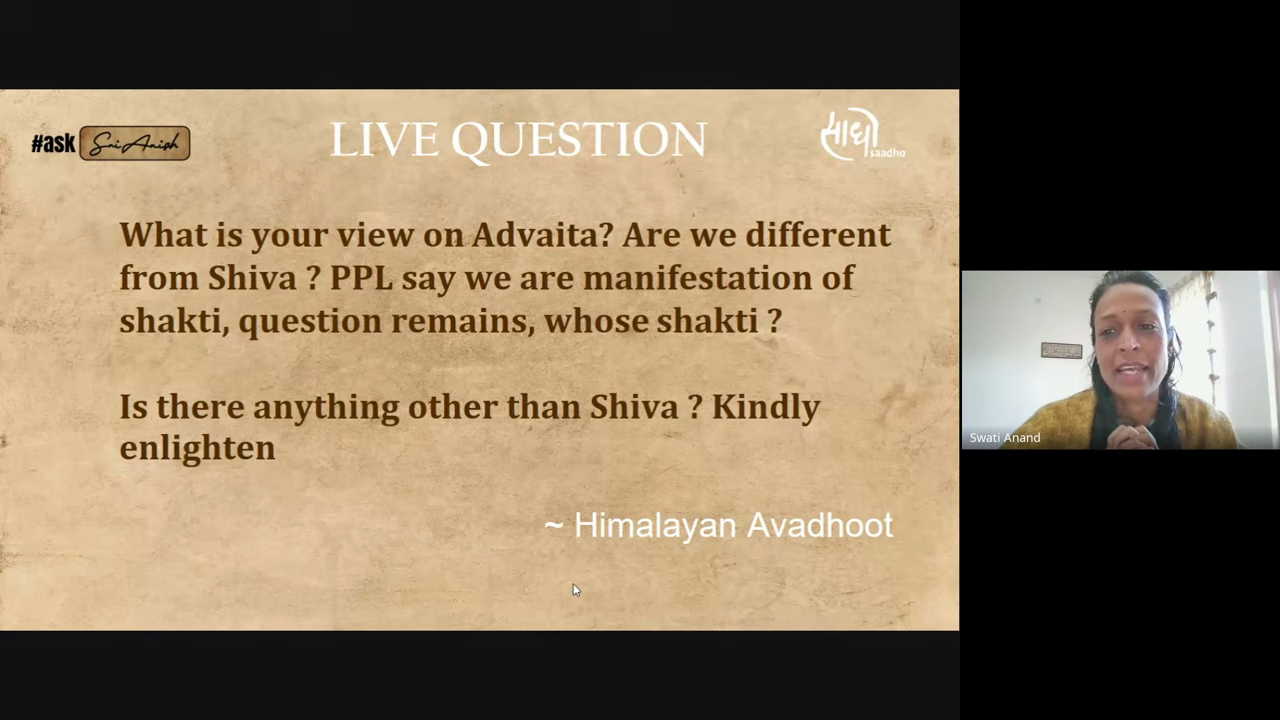 #ask Sri Anish
LIVE QUESTION
साधो
saadho
What is your view on Advaita? Are we different
from Shiva ? PPL say we are manifestation of
shakti, question remains, whose shakti ?
Is there anything other than Shiva ? Kindly
enlighten
~ Himalayan Avadhoot
Swati Anand